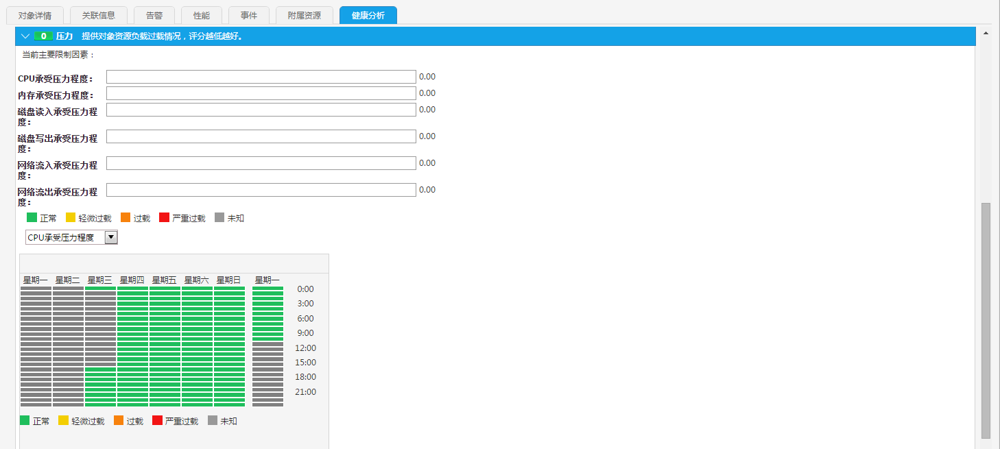 对象详情 关联信息 告警 性能 事件 附属资源 健康分析
0 压力 提供对象资源负载过载情况，评分越低越好。
当前主要限制因素：
CPU承受压力程度： 0.00
内存承受压力程度： 0.00
磁盘读入承受压力程 0.00
度：
磁盘写出承受压力程 0.00
度：
网络流入承受压力程 0.00
度：
网络流出承受压力程 0.00
度：
正常 轻微过载 过载 严重过载 未知
CPU承受压力程度
星期一 星期二 星期三 星期四 星期五 星期六 星期日 星期一
0:00
3:00
6:00
9:00
12:00
15:00
18:00
21:00
正常 轻微过载 过载 严重过载 未知